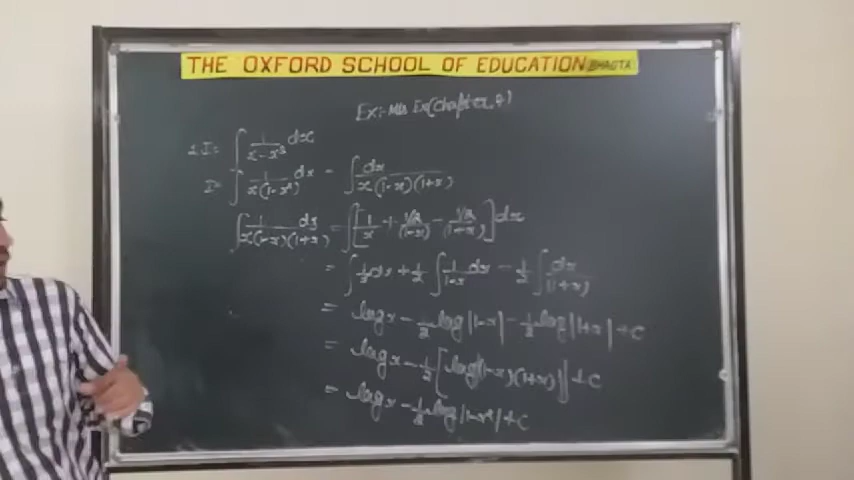 THE OXFORD SCHOOL OF EDUCATION BHAGTA
Ex:- Mis Ex(Chapter, 7)
1. I = ∫ 1/(x-x³) dx
I = ∫ 1/(x(1-x²)) dx = ∫ dx/(x(1-x)(1+x))
∫ 1/(x(1-x)(1+x)) dx = ∫ [1/x + (1/2)/(1-x) - (1/2)/(1+x)] dx
= ∫ 1/x dx + 1/2 ∫ 1/(1-x) dx - 1/2 ∫ dx/(1+x)
= log x - 1/2 log |1-x| - 1/2 log |1+x| + C
= log x - 1/2 [log |(1-x)(1+x)|] + C
= log x - 1/2 log |1-x²| + C